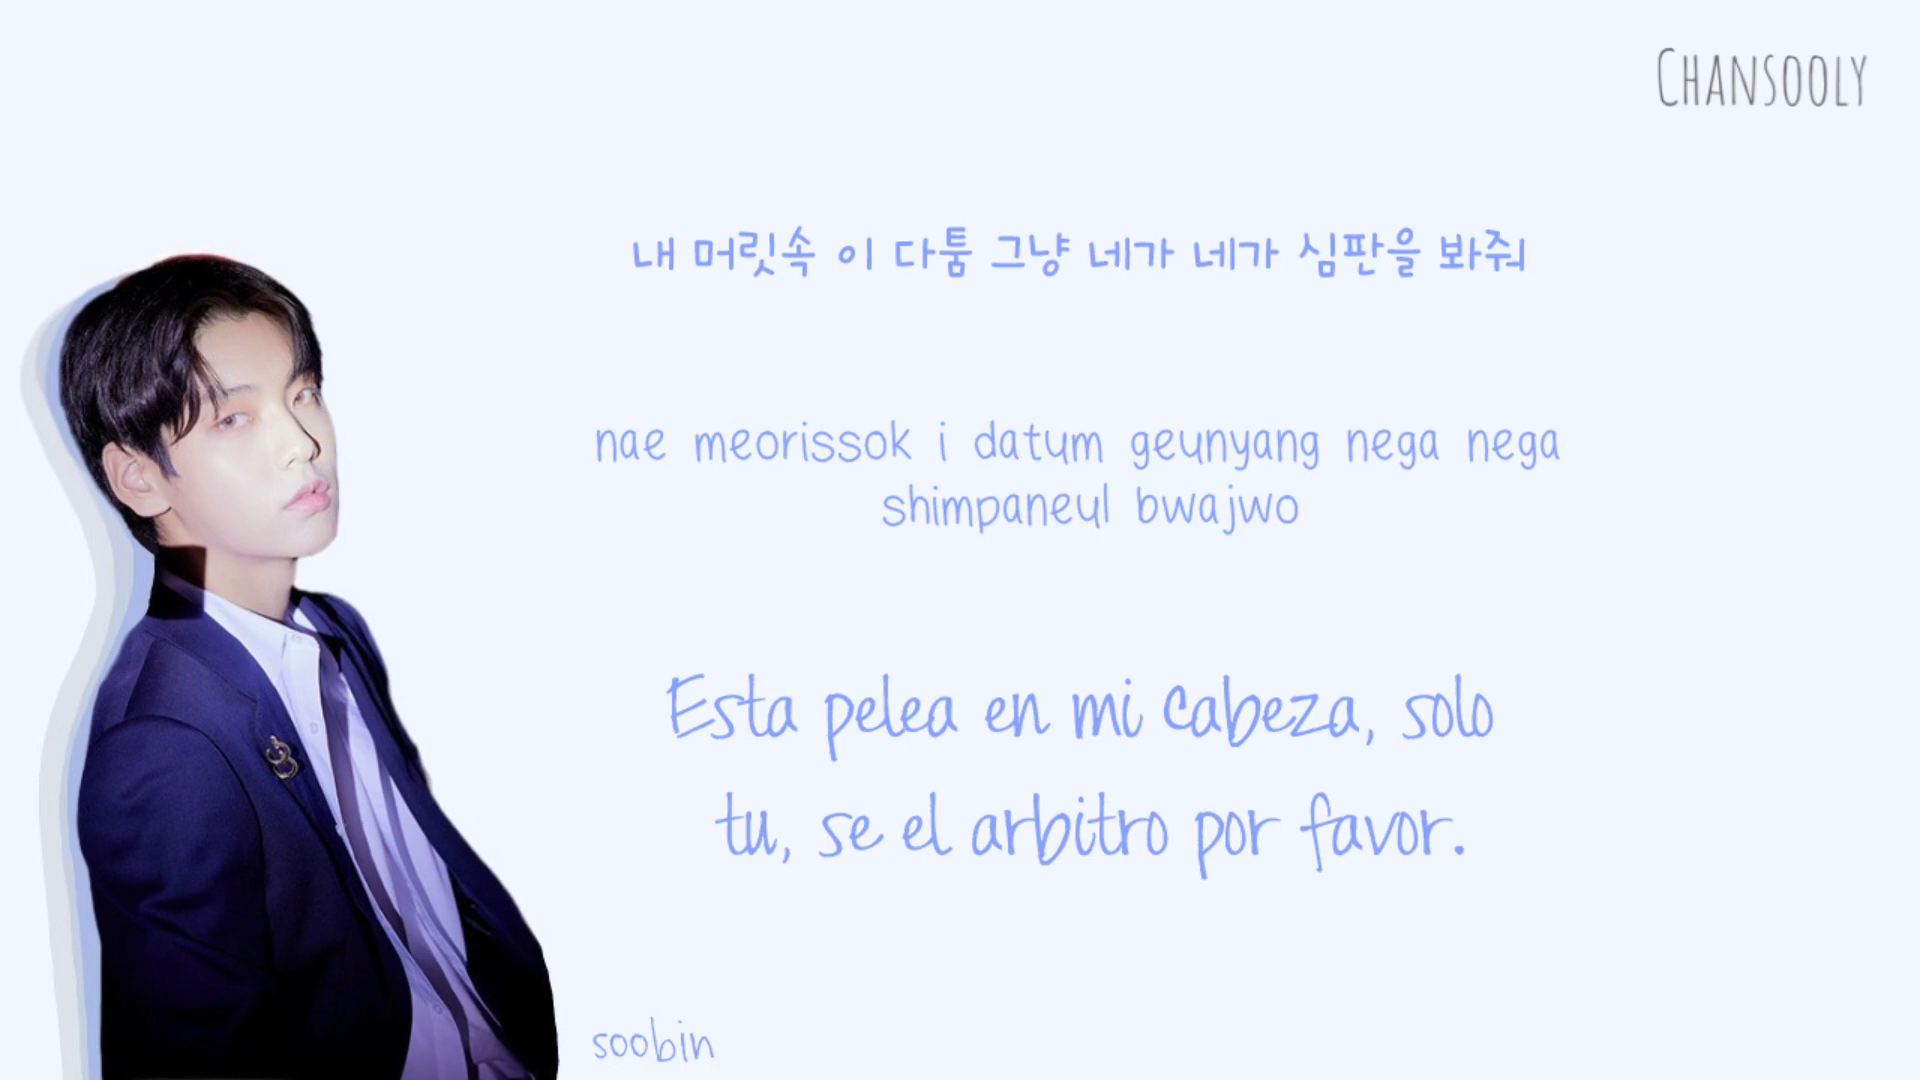 CHANSOOLY
내 머릿속 이 다툼 그냥 네가 네가 심판을 봐줘
nae meorissok i datum geunyang nega nega
shimpaneul bwajwo
Esta pelea en mi cabeza, solo
tu, se el arbitro por favor.
soobin